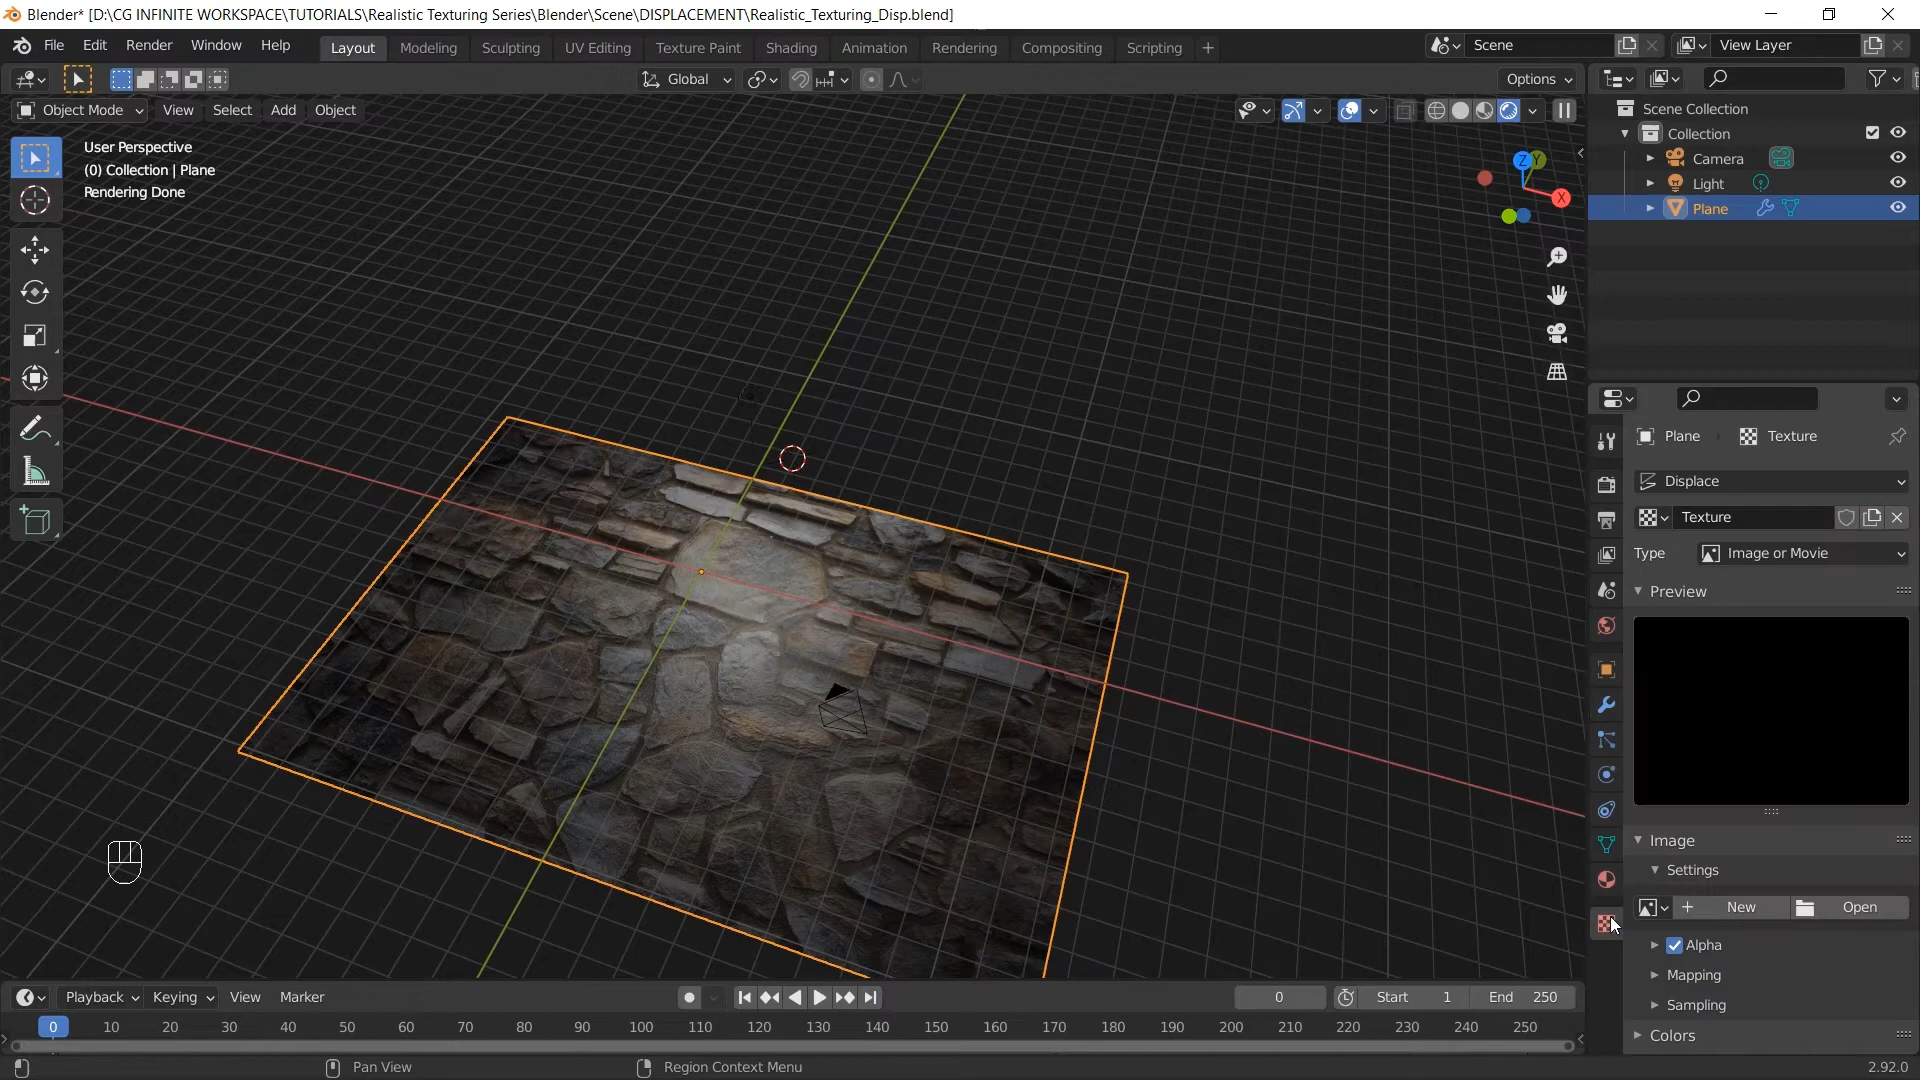 Blender* [D:\CG INFINITE WORKSPACE\TUTORIALS\Realistic Texturing Series\Blender\Scene\DISPLACEMENT\Realistic_Texturing_Disp.blend]
File Edit Render Window Help Layout Modeling Sculpting UV Editing Texture Paint Shading Animation Rendering Compositing Scripting + Scene View Layer
Global Options
Object Mode View Select Add Object
User Perspective
(0) Collection | Plane
Rendering Done
Z Y
X
Scene Collection
Collection
Camera
Light
Plane
Plane Texture
Displace
Texture
Type Image or Movie
Preview
Image
Settings
New Open
Alpha
Mapping
Sampling
Colors
Playback Keying View Marker 0 Start 1 End 250
0 10 20 30 40 50 60 70 80 90 100 110 120 130 140 150 160 170 180 190 200 210 220 230 240 250
Pan View Region Context Menu 2.92.0